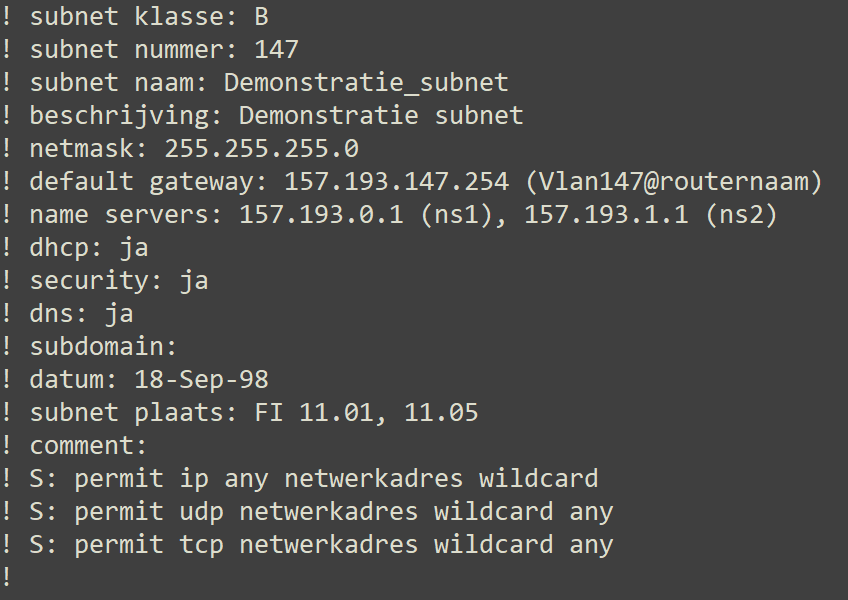 ! subnet klasse: B
! subnet nummer: 147
! subnet naam: Demonstratie_subnet
! beschrijving: Demonstratie subnet
! netmask: 255.255.255.0
! default gateway: 157.193.147.254 (Vlan147@routernaam)
! name servers: 157.193.0.1 (ns1), 157.193.1.1 (ns2)
! dhcp: ja
! security: ja
! dns: ja
! subdomain:
! datum: 18-Sep-98
! subnet plaats: FI 11.01, 11.05
! comment:
! S: permit ip any netwerkadres wildcard
! S: permit udp netwerkadres wildcard any
! S: permit tcp netwerkadres wildcard any
!